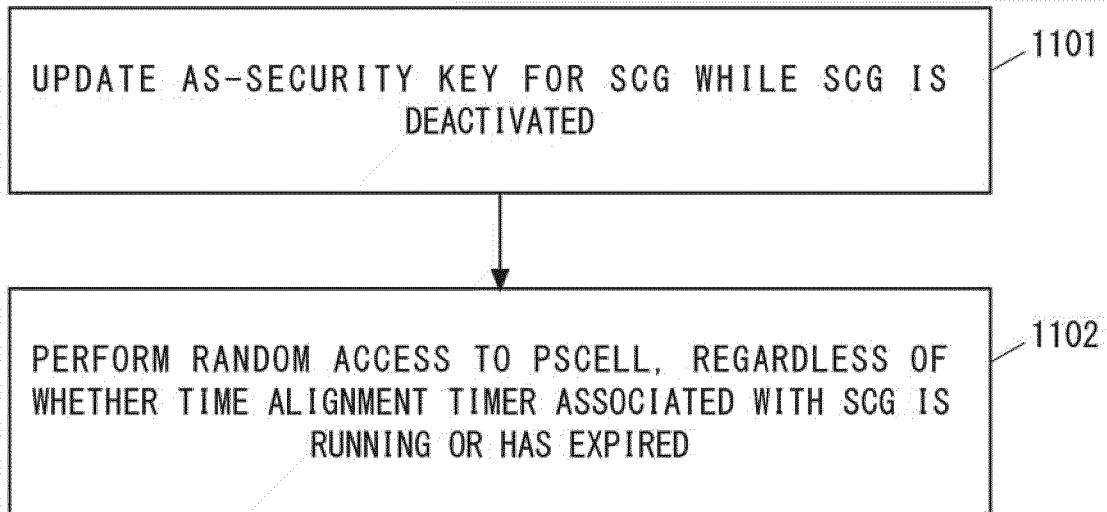 1101
UPDATE AS-SECURITY KEY FOR SCG WHILE SCG IS
DEACTIVATED
1102
PERFORM RANDOM ACCESS TO PSCELL, REGARDLESS OF
WHETHER TIME ALIGNMENT TIMER ASSOCIATED WITH SCG IS
RUNNING OR HAS EXPIRED